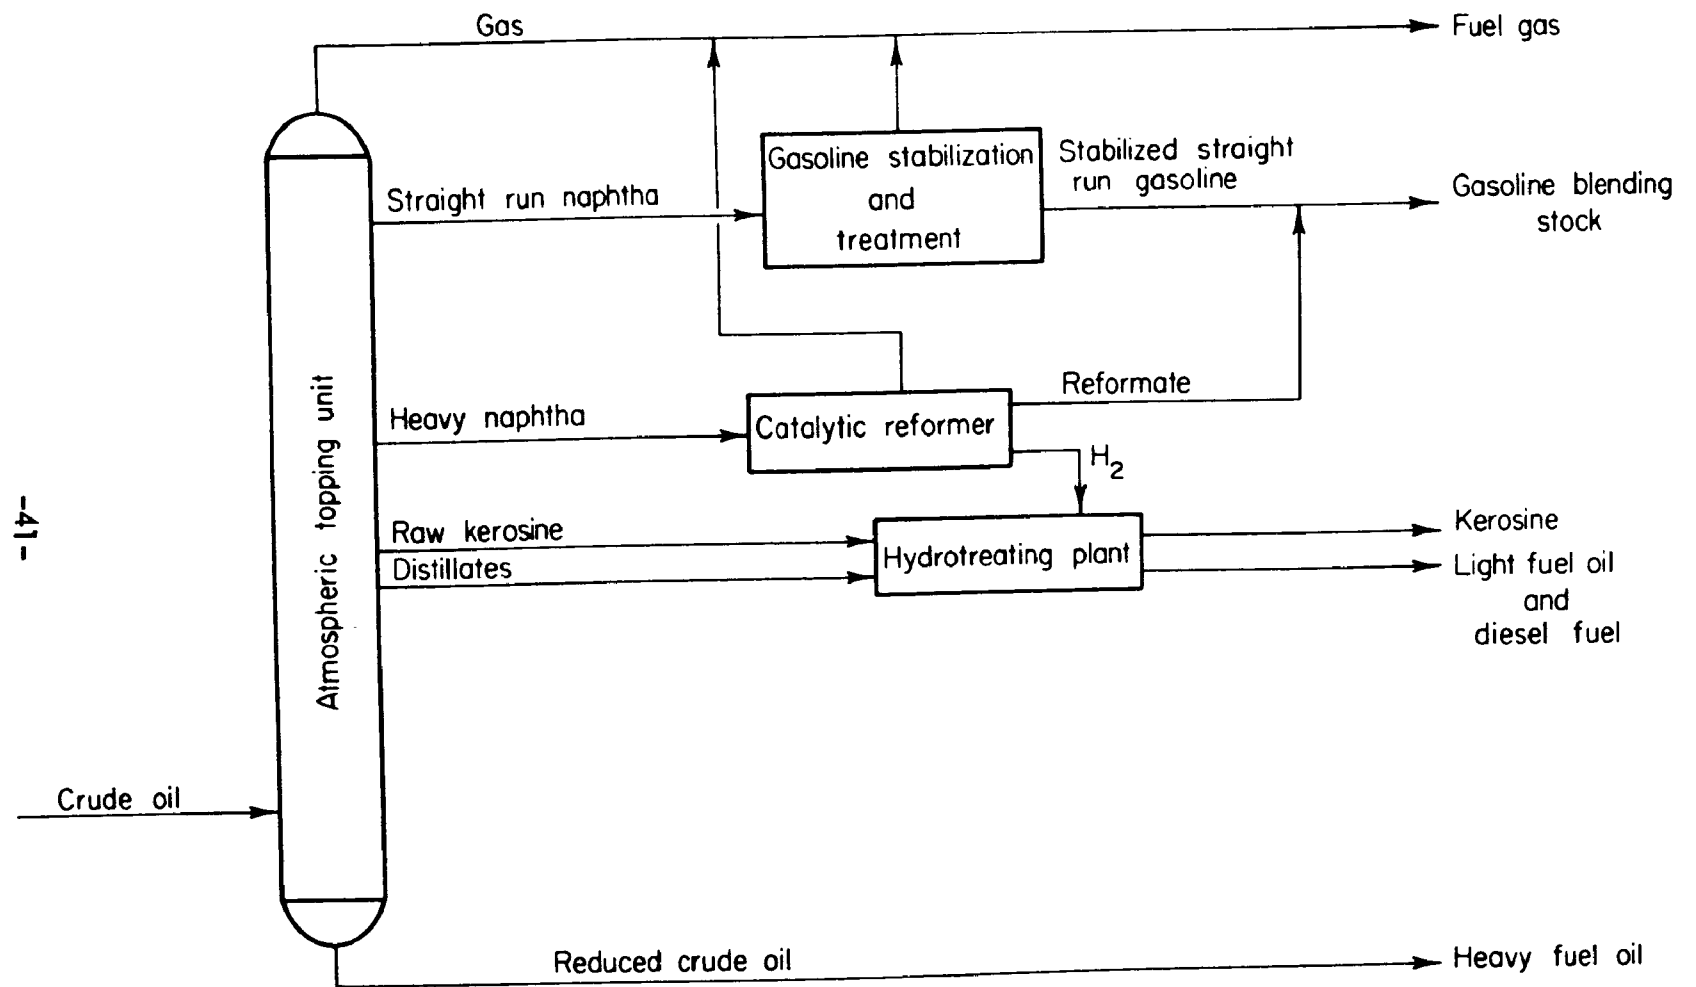 Gas
Fuel gas
Gasoline stabilization
and
treatment
Stabilized straight
run gasoline
Gasoline blending
stock
Straight run naphtha
Heavy naphtha
Catalytic reformer
Reformate
H2
Raw kerosine
Distillates
Hydrotreating plant
Kerosine
Light fuel oil
and
diesel fuel
Atmospheric topping unit
-41-
Crude oil
Reduced crude oil
Heavy fuel oil